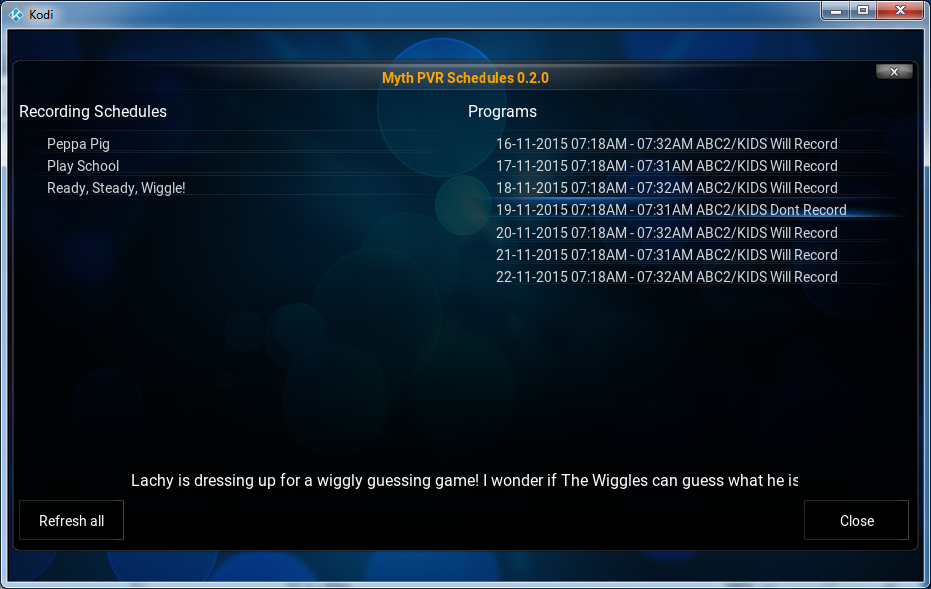 Kodi
Myth PVR Schedules 0.2.0
Recording Schedules
Peppa Pig
Play School
Ready, Steady, Wiggle!
Programs
16-11-2015 07:18AM - 07:32AM ABC2/KIDS Will Record
17-11-2015 07:18AM - 07:31AM ABC2/KIDS Will Record
18-11-2015 07:18AM - 07:32AM ABC2/KIDS Will Record
19-11-2015 07:18AM - 07:31AM ABC2/KIDS Dont Record
20-11-2015 07:18AM - 07:32AM ABC2/KIDS Will Record
21-11-2015 07:18AM - 07:31AM ABC2/KIDS Will Record
22-11-2015 07:18AM - 07:32AM ABC2/KIDS Will Record
Lachy is dressing up for a wiggly guessing game! I wonder if The Wiggles can guess what he is
Refresh all
Close